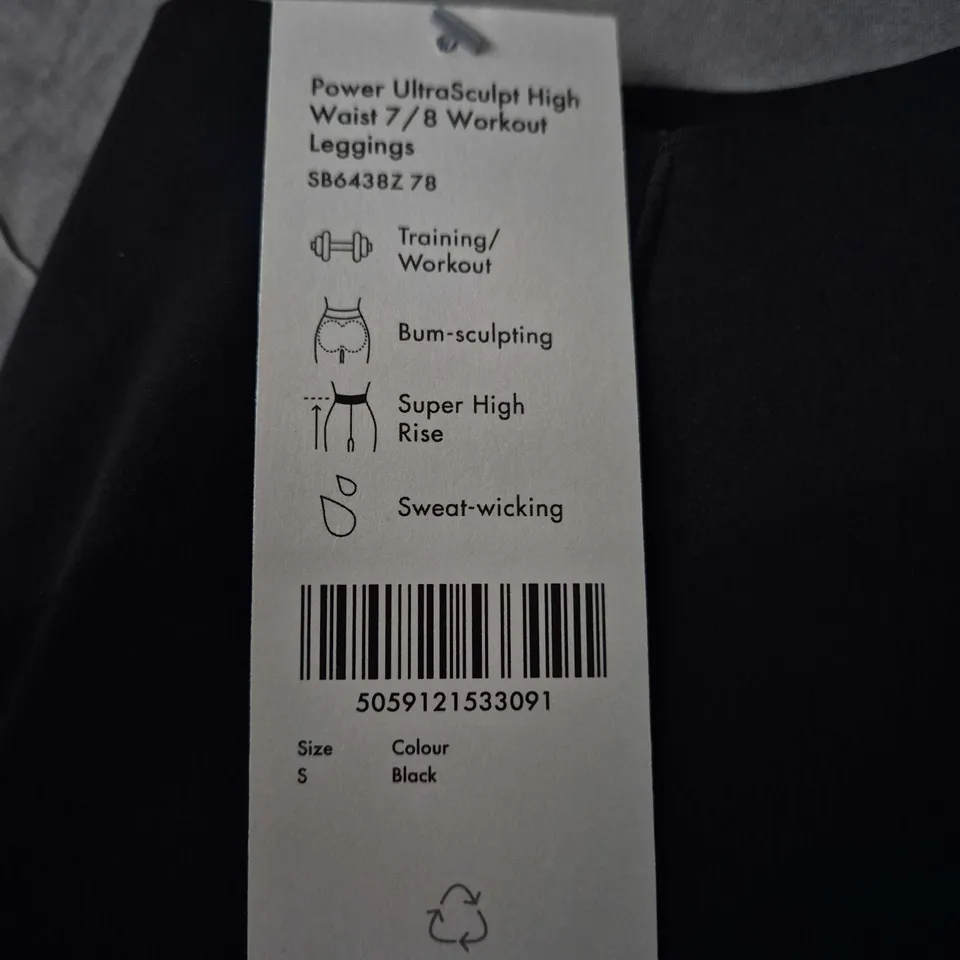 Power UltraSculpt High
Waist 7/8 Workout
Leggings
SB6438Z 78
Training/
Workout
Bum-sculpting
Super High
Rise
Sweat-wicking
5059121533091
Size Colour
S Black